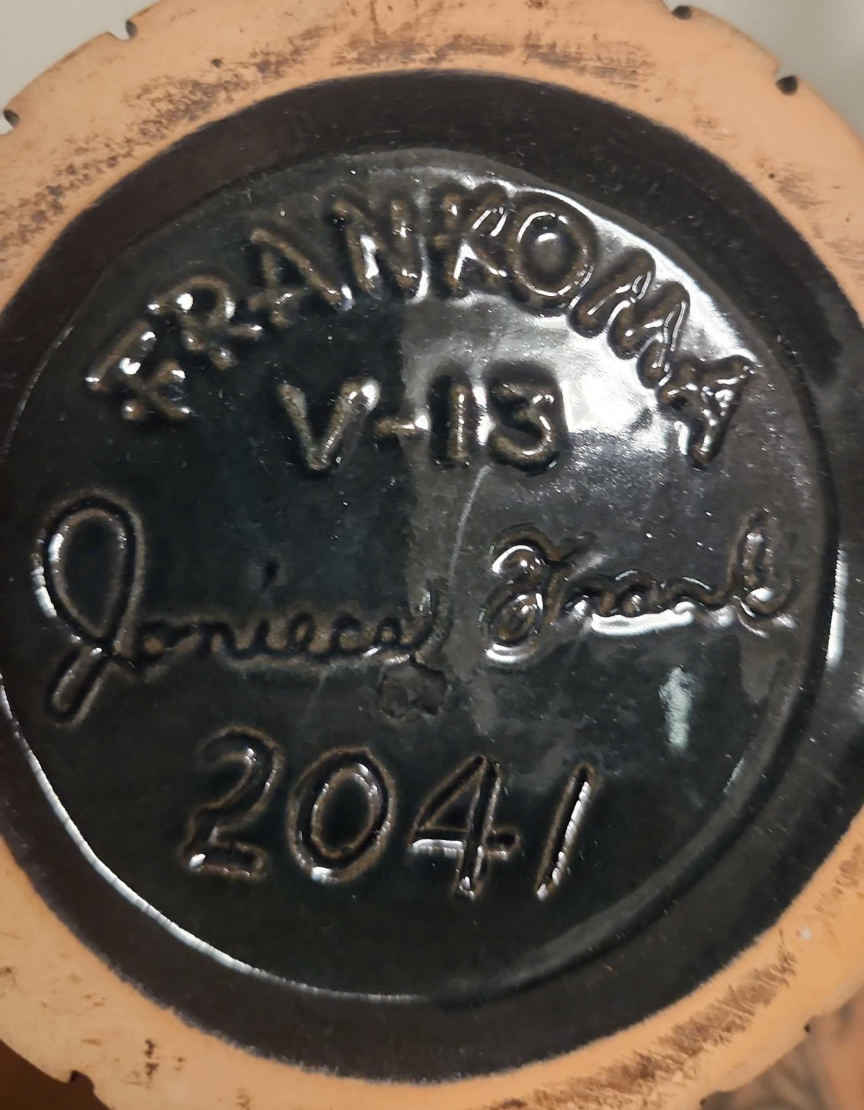 FRANKOMA
V-13
Joniece Frank
2041